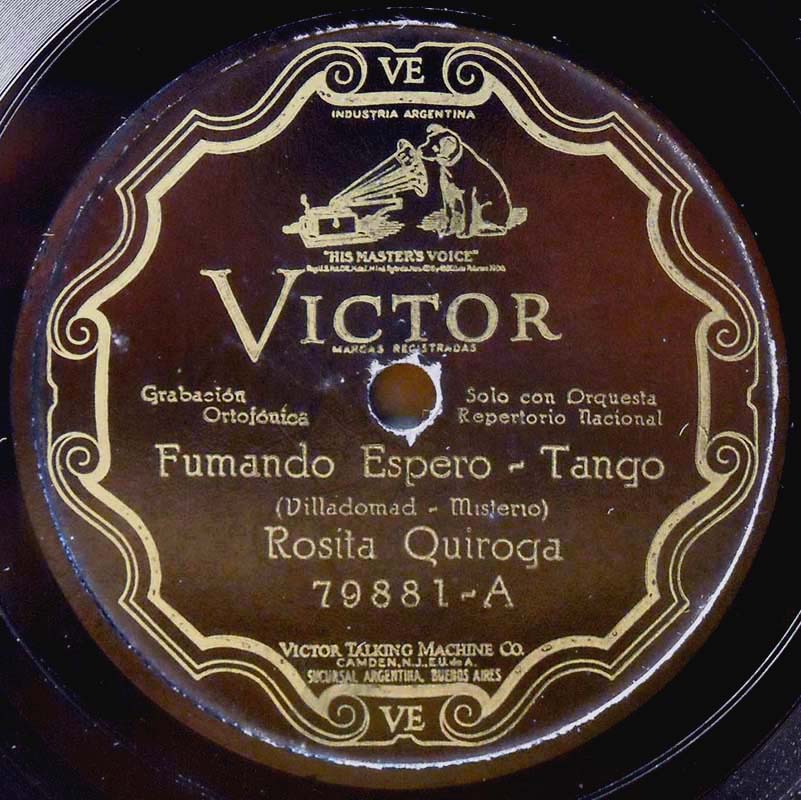 VE
INDUSTRIA ARGENTINA
"HIS MASTER'S VOICE"
VICTOR
MARCAS REGISTRADAS
Grabación
Ortofónica
Solo con Orquesta
Repertorio Nacional
Fumando Espero - Tango
(Villadomad - Misterio)
Rosita Quiroga
79881-A
VICTOR TALKING MACHINE CO.
CAMDEN, N.J., E.U. de A.
SUCURSAL ARGENTINA, BUENOS AIRES
VE